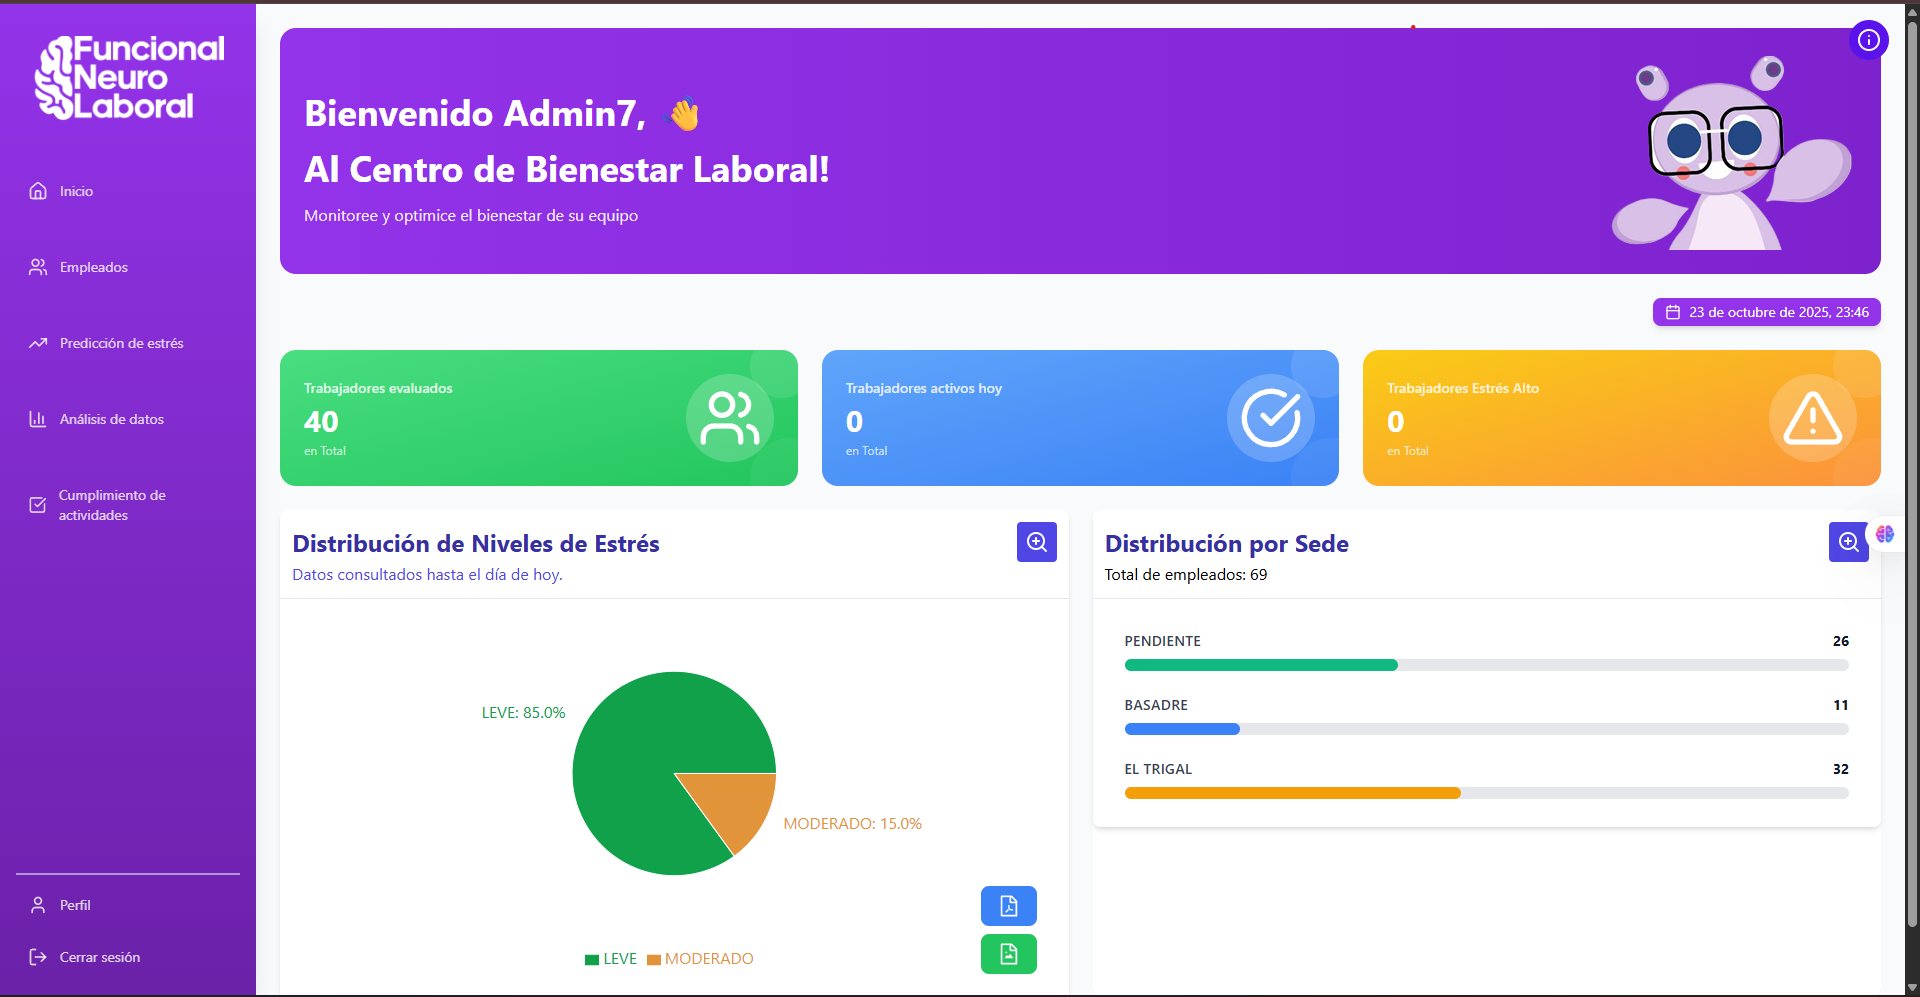 Funcional
Neuro
Laboral
Inicio
Empleados
Predicción de estrés
Análisis de datos
Cumplimiento de
actividades
Perfil
Cerrar sesión
Bienvenido Admin7, 👋
Al Centro de Bienestar Laboral!
Monitoree y optimice el bienestar de su equipo
23 de octubre de 2025, 23:46
Trabajadores evaluados
40
en Total
Trabajadores activos hoy
0
en Total
Trabajadores Estrés Alto
0
en Total
Distribución de Niveles de Estrés
Datos consultados hasta el día de hoy.
LEVE: 85.0%
MODERADO: 15.0%
LEVE MODERADO
Distribución por Sede
Total de empleados: 69
PENDIENTE 26
BASADRE 11
EL TRIGAL 32